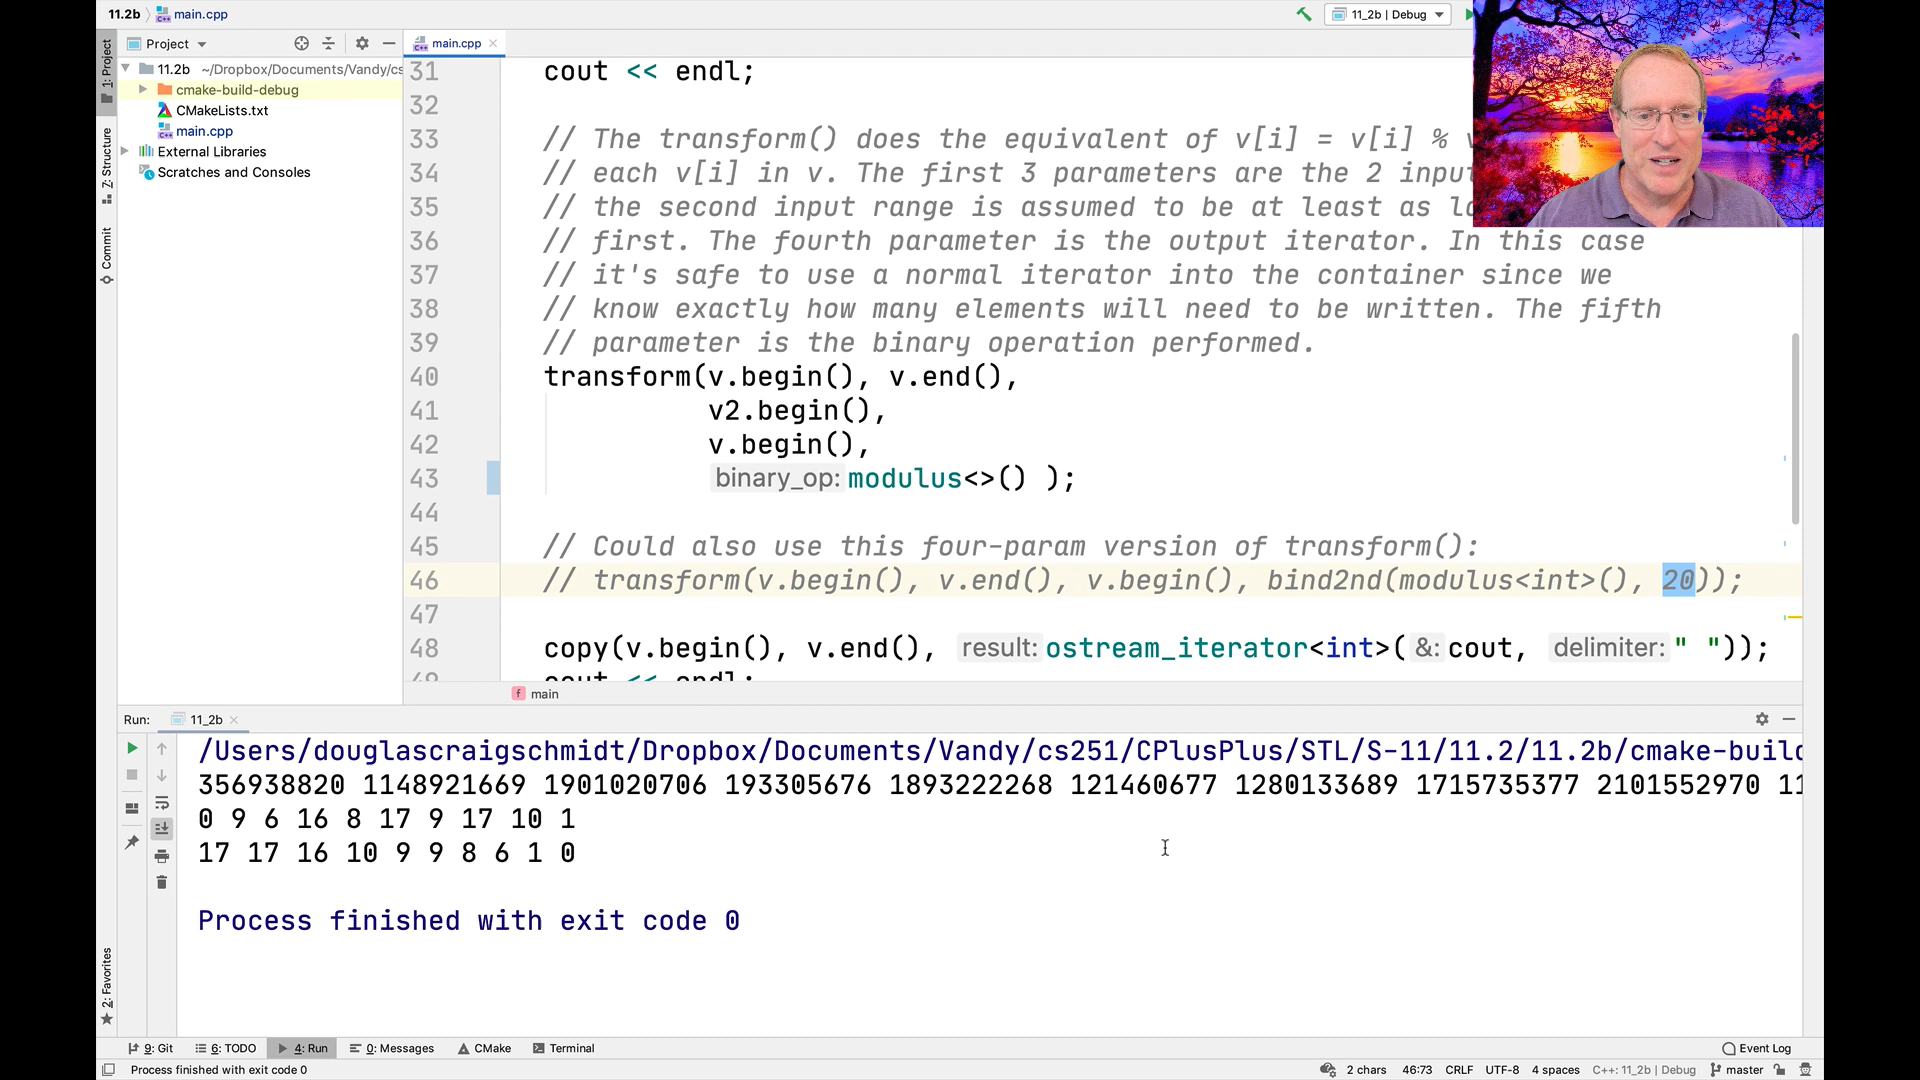 11.2b main.cpp
11_2b | Debug
1: Project
Z: Structure
Commit
2: Favorites
Project
main.cpp
11.2b ~/Dropbox/Documents/Vandy/cs
cmake-build-debug
CMakeLists.txt
main.cpp
External Libraries
Scratches and Consoles
31 cout << endl;
32
33 // The transform() does the equivalent of v[i] = v[i] %
34 // each v[i] in v. The first 3 parameters are the 2
35 // the second input range is assumed to be at least as
36 // first. The fourth parameter is the output iterator. In this case
37 // it's safe to use a normal iterator into the container since we
38 // know exactly how many elements will need to be written. The fifth
39 // parameter is the binary operation performed.
40 transform(v.begin(), v.end(),
41 v2.begin(),
42 v.begin(),
43 binary_op: modulus<>() );
44
45 // Could also use this four-param version of transform():
46 // transform(v.begin(), v.end(), v.begin(), bind2nd(modulus<int>(), 20));
47
48 copy(v.begin(), v.end(), result: ostream_iterator<int>( &: cout, delimiter: " "));
49 cout << endl;
f main
Run: 11_2b
/Users/douglascraigschmidt/Dropbox/Documents/Vandy/cs251/CPlusPlus/STL/S-11/11.2/11.2b/cmake-build
356938820 1148921669 1901020706 193305676 1893222268 121460677 1280133689 1715735377 2101552970 11
0 9 6 16 8 17 9 17 10 1
17 17 16 10 9 9 8 6 1 0
Process finished with exit code 0
9: Git 6: TODO 4: Run 0: Messages CMake Terminal Event Log
Process finished with exit code 0 2 chars 46:73 CRLF UTF-8 4 spaces C++: 11_2b | Debug master